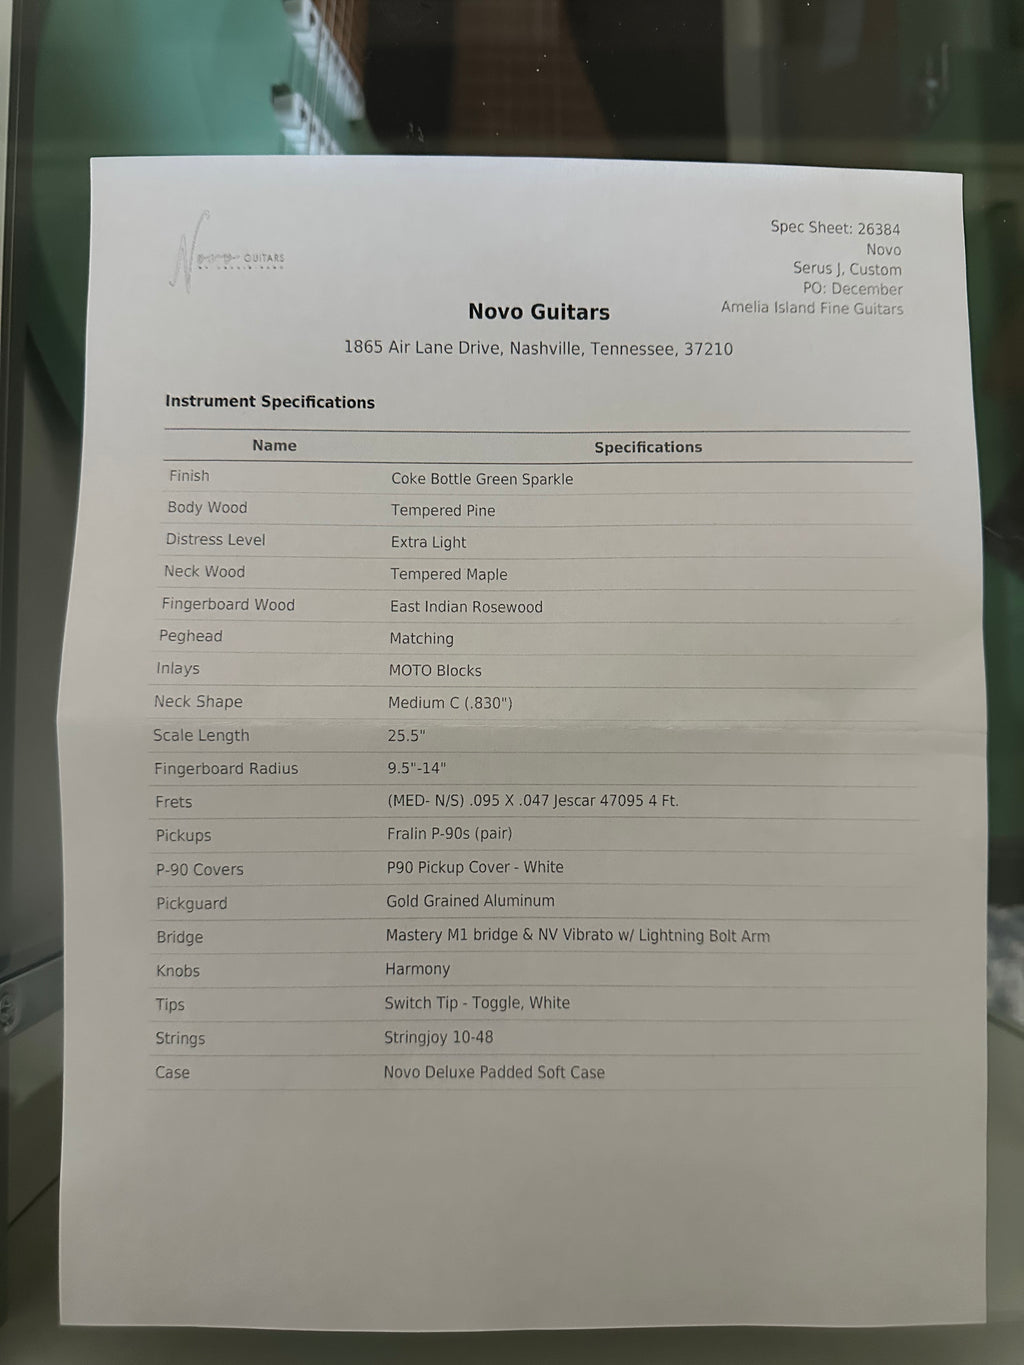 Novo GUITARS
Spec Sheet: 26384
Novo
Serus J, Custom
PO: December
Amelia Island Fine Guitars
Novo Guitars
1865 Air Lane Drive, Nashville, Tennessee, 37210
Instrument Specifications
Name Specifications
Finish Coke Bottle Green Sparkle
Body Wood Tempered Pine
Distress Level Extra Light
Neck Wood Tempered Maple
Fingerboard Wood East Indian Rosewood
Peghead Matching
Inlays MOTO Blocks
Neck Shape Medium C (.830")
Scale Length 25.5"
Fingerboard Radius 9.5"-14"
Frets (MED- N/S) .095 X .047 Jescar 47095 4 Ft.
Pickups Fralin P-90s (pair)
P-90 Covers P90 Pickup Cover - White
Pickguard Gold Grained Aluminum
Bridge Mastery M1 bridge & NV Vibrato w/ Lightning Bolt Arm
Knobs Harmony
Tips Switch Tip - Toggle, White
Strings Stringjoy 10-48
Case Novo Deluxe Padded Soft Case